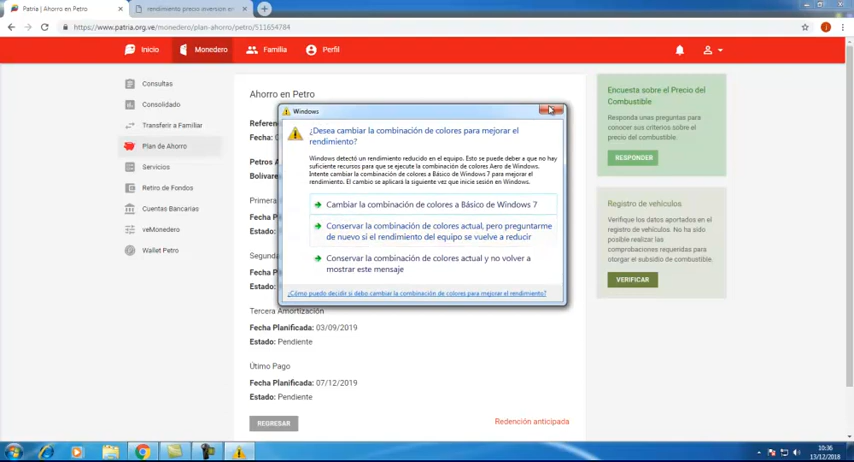 Patria | Ahorro en Petro
rendimiento precio inversion en
https://www.patria.org.ve/monedero/plan-ahorro/petro/511654784
Inicio
Monedero
Familia
Perfil
Consultas
Consolidado
Transferir a Familiar
Plan de Ahorro
Servicios
Retiro de Fondos
Cuentas Bancarias
veMonedero
Wallet Petro
Ahorro en Petro
Fecha:
Petros A
Bolívare
Primera
Fecha P
Estado:
Segunda
Fecha P
Estado:
Tercera Amortización
Fecha Planificada: 03/09/2019
Estado: Pendiente
Útimo Pago
Fecha Planificada: 07/12/2019
Estado: Pendiente
REGRESAR
Redención anticipada
Windows
¿Desea cambiar la combinación de colores para mejorar el
rendimiento?
Windows detectó un rendimiento reducido en el equipo. Esto se puede deber a que no hay
suficiente recursos para que se ejecute la combinación de colores Aero de Windows.
Intente cambiar la combinación de colores a Básico de Windows 7 para mejorar el
rendimiento. El cambio se aplicará la siguiente vez que inicie sesión en Windows.
Cambiar la combinación de colores a Básico de Windows 7
Conservar la combinación de colores actual, pero preguntarme
de nuevo si el rendimiento del equipo se vuelve a reducir
Conservar la combinación de colores actual y no volver a
mostrar este mensaje
¿Cómo puedo decidir si debo cambiar la combinación de colores para mejorar el rendimiento?
Encuesta sobre el Precio del
Combustible
Responda unas preguntas para
conocer sus criterios sobre el
precio del combustible.
RESPONDER
Registro de vehículos
Verifique los datos aportados en el
registro de vehículos. No ha sido
posible realizar las
comprobaciones requeridas para
otorgar el subsidio de combustible.
VERIFICAR
10:36
13/12/2018